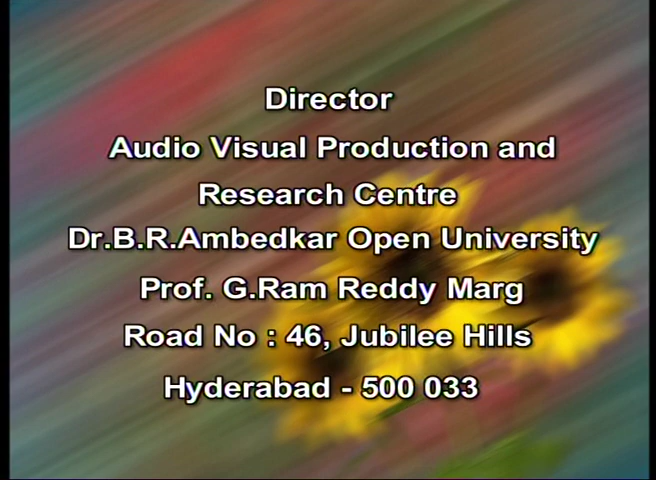 Director
Audio Visual Production and
Research Centre
Dr.B.R.Ambedkar Open University
Prof. G.Ram Reddy Marg
Road No : 46, Jubilee Hills
Hyderabad - 500 033